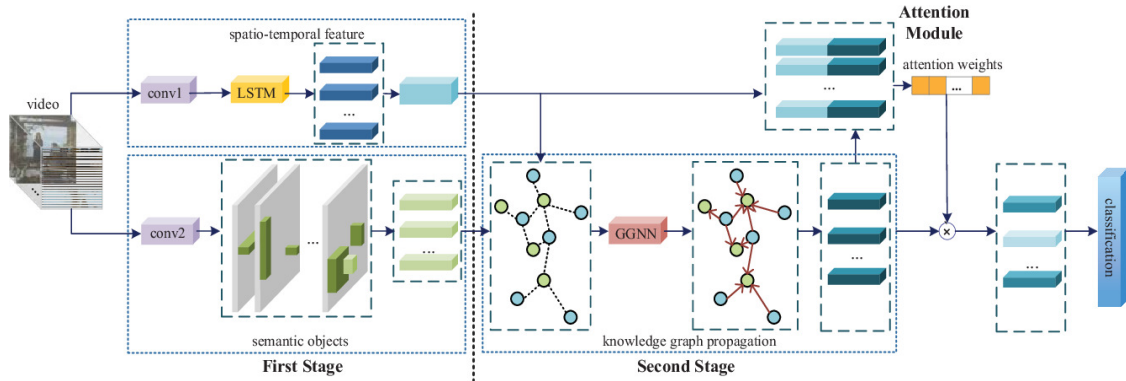 spatio-temporal feature
video
conv1
LSTM
...
...
conv2
...
...
semantic objects
First Stage
Attention
Module
...
attention weights
...
GGNN
...
knowledge graph propagation
Second Stage
×
...
classification